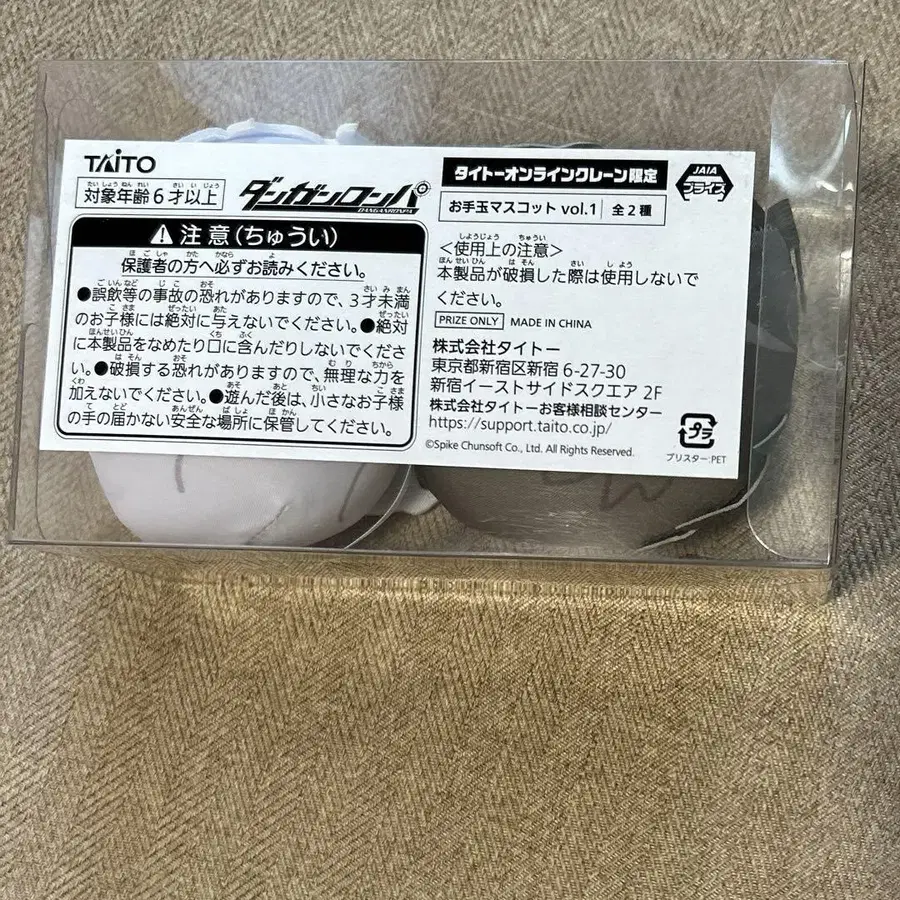 TAITO
対象年齢6才以上
ダンガンロンパ
DANGANRONPA
タイトーオンラインクレーン限定
お手玉マスコット vol.1 全2種
JAIA
プライズ
注意(ちゅうい)
保護者の方へ必ずお読みください。
●誤飲等の事故の恐れがありますので、3才未満
のお子様には絶対に与えないでください。●絶対
に本製品をなめたり口に含んだりしないでくださ
い。●破損する恐れがありますので、無理な力を
加えないでください。●遊んだ後は、小さなお子様
の手の届かない安全な場所に保管してください。
<使用上の注意>
本製品が破損した際は使用しないで
ください。
PRIZE ONLY MADE IN CHINA
株式会社タイトー
東京都新宿区新宿 6-27-30
新宿イーストサイドスクエア 2F
株式会社タイトーお客様相談センター
https://support.taito.co.jp/
©Spike Chunsoft Co., Ltd. All Rights Reserved.
プラ
ブリスター:PET